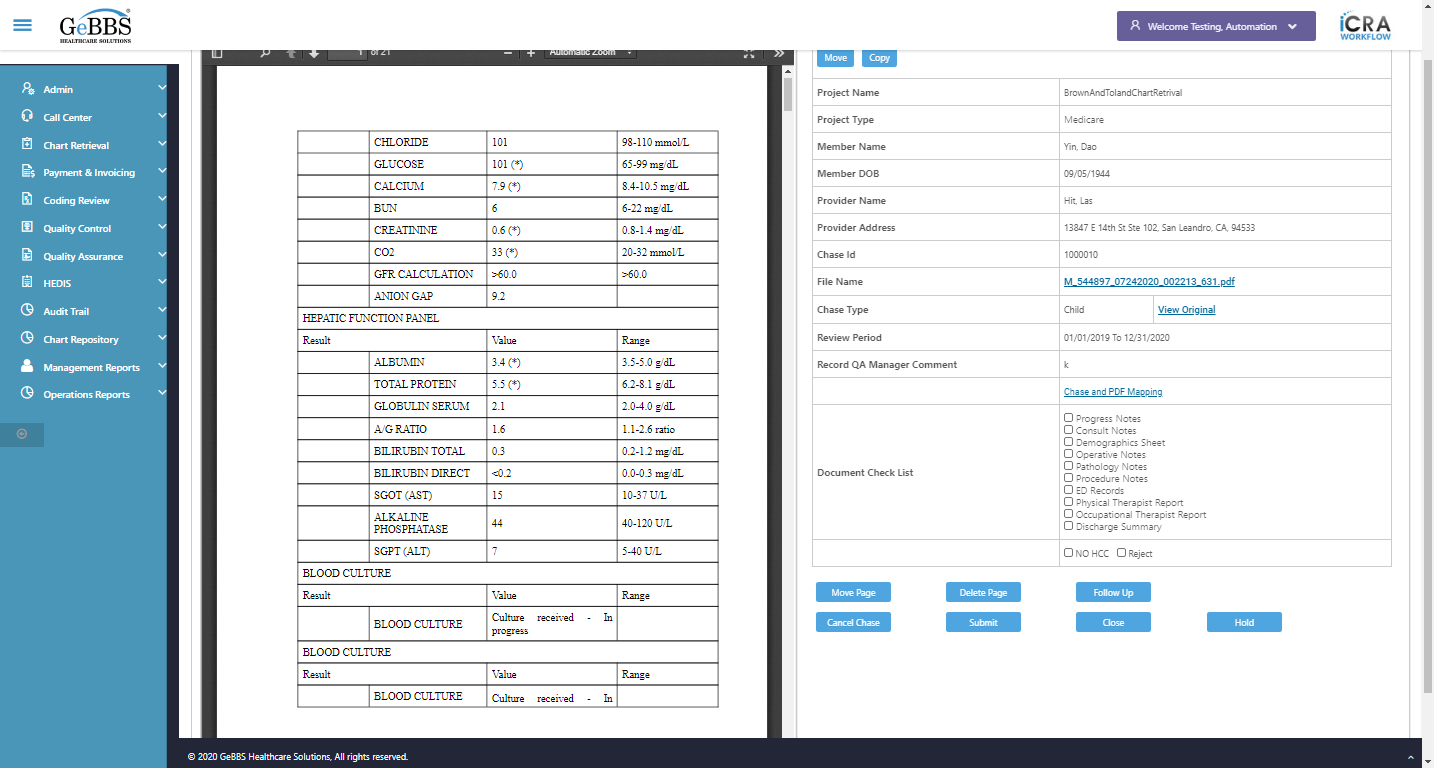 GeBBS
HEALTHCARE SOLUTIONS
Welcome Testing, Automation
iCRA
WORKFLOW
Admin
Call Center
Chart Retrieval
Payment & Invoicing
Coding Review
Quality Control
Quality Assurance
HEDIS
Audit Trail
Chart Repository
Management Reports
Operations Reports
1 of 21
Automatic Zoom
CHLORIDE 101 98-110 mmol/L
GLUCOSE 101 (*) 65-99 mg/dL
CALCIUM 7.9 (*) 8.4-10.5 mg/dL
BUN 6 6-22 mg/dL
CREATININE 0.6 (*) 0.8-1.4 mg/dL
CO2 33 (*) 20-32 mmol/L
GFR CALCULATION >60.0 >60.0
ANION GAP 9.2
HEPATIC FUNCTION PANEL
Result Value Range
ALBUMIN 3.4 (*) 3.5-5.0 g/dL
TOTAL PROTEIN 5.5 (*) 6.2-8.1 g/dL
GLOBULIN SERUM 2.1 2.0-4.0 g/dL
A/G RATIO 1.6 1.1-2.6 ratio
BILIRUBIN TOTAL 0.3 0.2-1.2 mg/dL
BILIRUBIN DIRECT <0.2 0.0-0.3 mg/dL
SGOT (AST) 15 10-37 U/L
ALKALINE
PHOSPHATASE 44 40-120 U/L
SGPT (ALT) 7 5-40 U/L
BLOOD CULTURE
Result Value Range
BLOOD CULTURE Culture received - In
progress
BLOOD CULTURE
Result Value Range
BLOOD CULTURE Culture received - In
Move Copy
Project Name BrownAndTolandChartRetrival
Project Type Medicare
Member Name Yin, Dao
Member DOB 09/05/1944
Provider Name Hit, Las
Provider Address 13847 E 14th St Ste 102, San Leandro, CA, 94533
Chase Id 1000010
File Name M_544897_07242020_002213_631.pdf
Chase Type Child View Original
Review Period 01/01/2019 To 12/31/2020
Record QA Manager Comment k
Chase and PDF Mapping
Document Check List
Progress Notes
Consult Notes
Demographics Sheet
Operative Notes
Pathology Notes
Procedure Notes
ED Records
Physical Therapist Report
Occupational Therapist Report
Discharge Summary
NO HCC Reject
Move Page Delete Page Follow Up
Cancel Chase Submit Close Hold
© 2020 GeBBS Healthcare Solutions, All rights reserved.